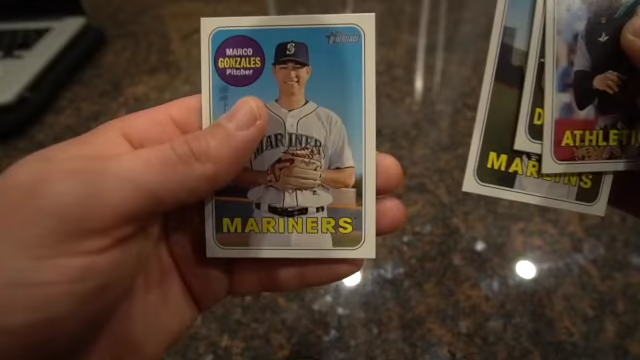 MARCO
GONZALES
Pitcher
Heritage
S
MARINERS
MARINERS
MARLINS
D
ATHLETI